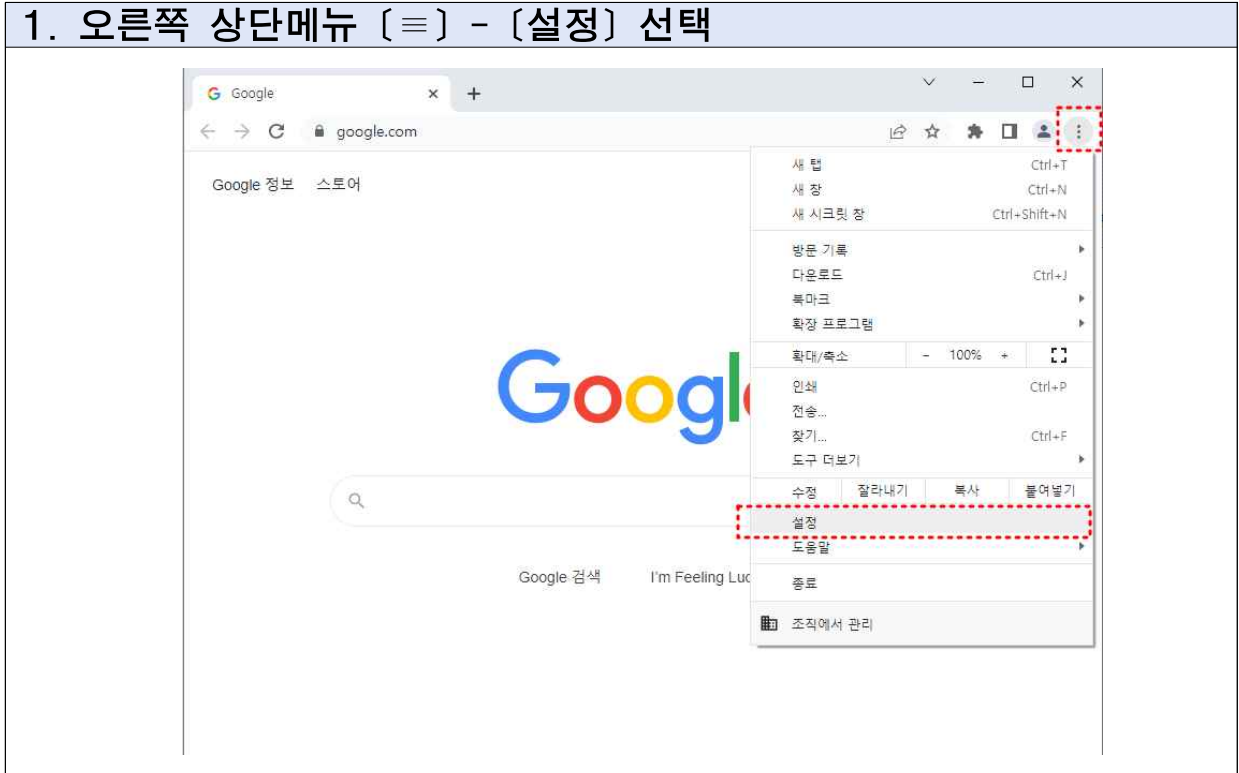 1. 오른쪽 상단메뉴〔≡〕-〔설정〕선택
Google
google.com
Google 정보 스토어
새 탭 Ctrl+T
새 창 Ctrl+N
새 시크릿 창 Ctrl+Shift+N
방문 기록
다운로드 Ctrl+J
북마크
확장 프로그램
확대/축소 - 100% +
Google
인쇄 Ctrl+P
전송...
찾기... Ctrl+F
도구 더보기
수정 잘라내기 복사 붙여넣기
설정
도움말
Google 검색 I'm Feeling Luc
종료
조직에서 관리